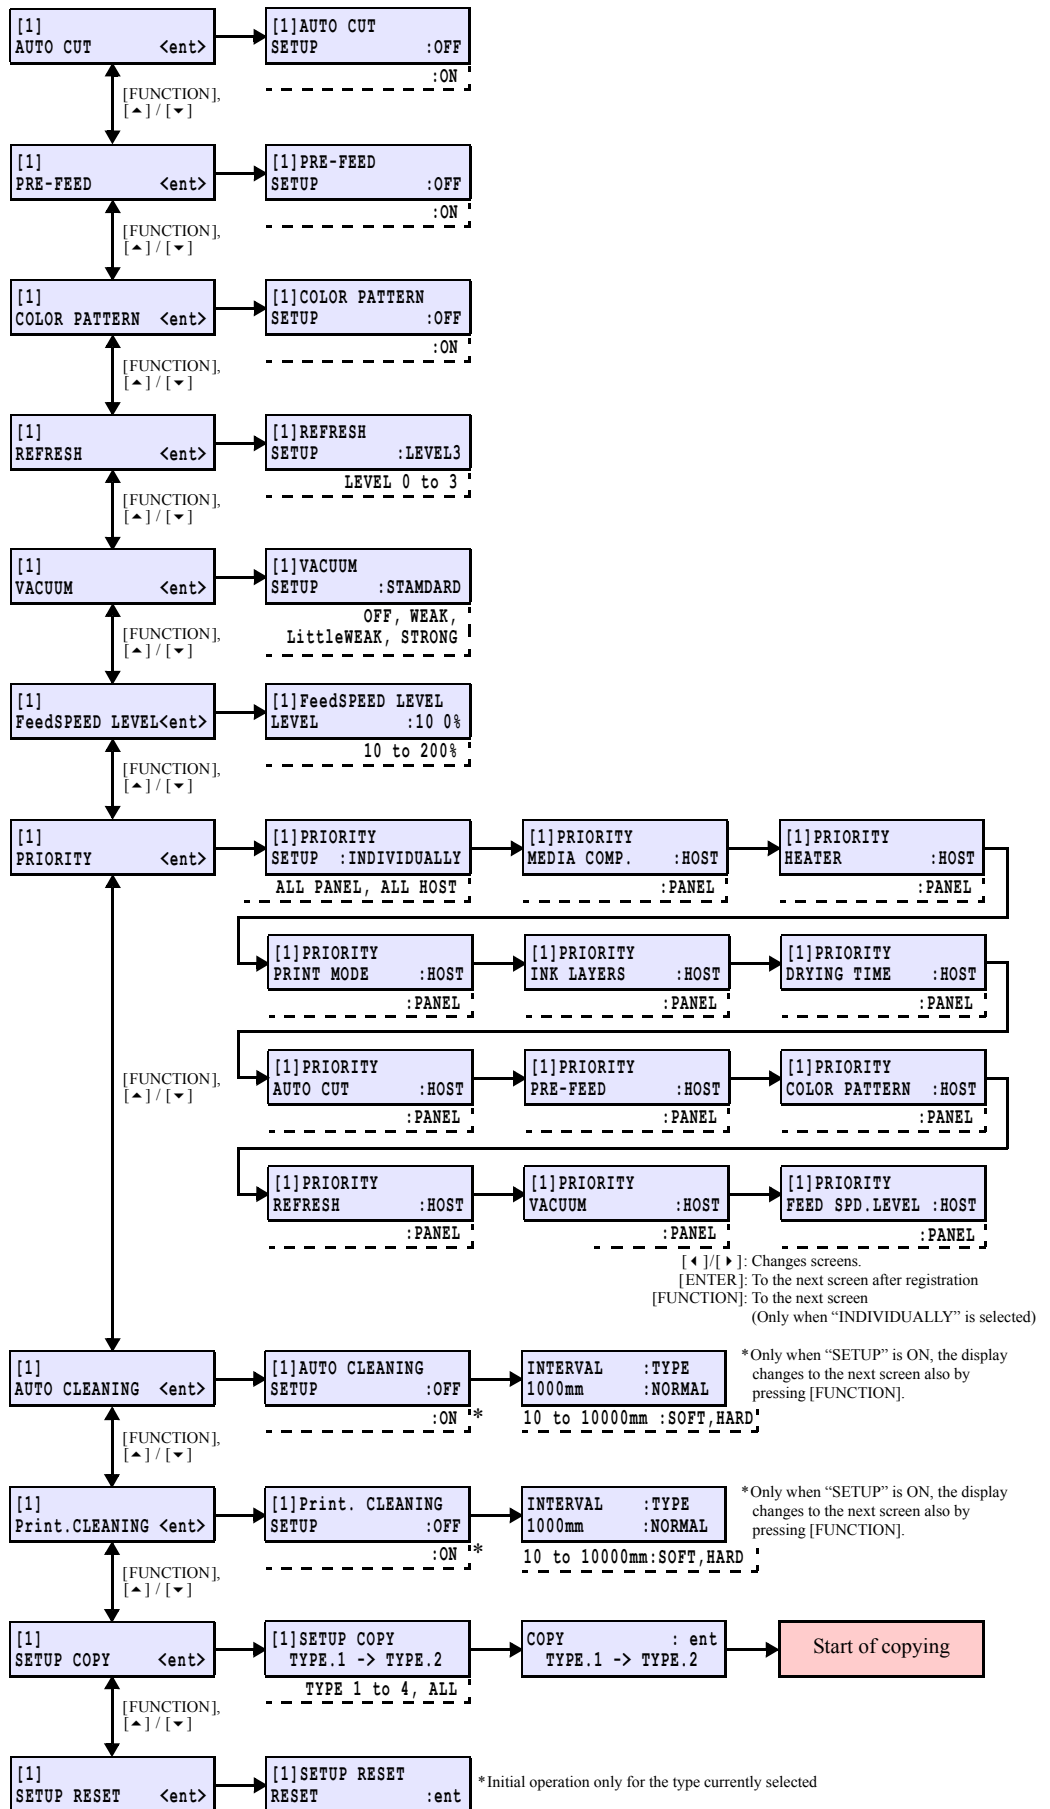 [1]
AUTO CUT <ent>
[1]AUTO CUT
SETUP :OFF
:ON
[FUNCTION],
[▲] / [▼]
[1]
PRE-FEED <ent>
[1]PRE-FEED
SETUP :OFF
:ON
[FUNCTION],
[▲] / [▼]
[1]
COLOR PATTERN <ent>
[1]COLOR PATTERN
SETUP :OFF
:ON
[FUNCTION],
[▲] / [▼]
[1]
REFRESH <ent>
[1]REFRESH
SETUP :LEVEL3
LEVEL 0 to 3
[FUNCTION],
[▲] / [▼]
[1]
VACUUM <ent>
[1]VACUUM
SETUP :STAMDARD
OFF, WEAK,
LittleWEAK, STRONG
[FUNCTION],
[▲] / [▼]
[1]
FeedSPEED LEVEL<ent>
[1]FeedSPEED LEVEL
LEVEL :10 0%
10 to 200%
[FUNCTION],
[▲] / [▼]
[1]
PRIORITY <ent>
[1]PRIORITY
SETUP :INDIVIDUALLY
ALL PANEL, ALL HOST
[1]PRIORITY
MEDIA COMP. :HOST
:PANEL
[1]PRIORITY
HEATER :HOST
:PANEL
[1]PRIORITY
PRINT MODE :HOST
:PANEL
[1]PRIORITY
INK LAYERS :HOST
:PANEL
[1]PRIORITY
DRYING TIME :HOST
:PANEL
[FUNCTION],
[▲] / [▼]
[1]PRIORITY
AUTO CUT :HOST
:PANEL
[1]PRIORITY
PRE-FEED :HOST
:PANEL
[1]PRIORITY
COLOR PATTERN :HOST
:PANEL
[1]PRIORITY
REFRESH :HOST
:PANEL
[1]PRIORITY
VACUUM :HOST
:PANEL
[1]PRIORITY
FEED SPD.LEVEL :HOST
:PANEL
[◀]/[▶]: Changes screens.
[ENTER]: To the next screen after registration
[FUNCTION]: To the next screen
(Only when “INDIVIDUALLY” is selected)
[1]
AUTO CLEANING <ent>
[1]AUTO CLEANING
SETUP :OFF
:ON *
INTERVAL :TYPE
1000mm :NORMAL
10 to 10000mm :SOFT,HARD
*Only when “SETUP” is ON, the display
changes to the next screen also by
pressing [FUNCTION].
[FUNCTION],
[▲] / [▼]
[1]
Print.CLEANING <ent>
[1]Print. CLEANING
SETUP :OFF
:ON *
INTERVAL :TYPE
1000mm :NORMAL
10 to 10000mm:SOFT,HARD
*Only when “SETUP” is ON, the display
changes to the next screen also by
pressing [FUNCTION].
[FUNCTION],
[▲] / [▼]
[1]
SETUP COPY <ent>
[1]SETUP COPY
TYPE.1 -> TYPE.2
TYPE 1 to 4, ALL
COPY : ent
TYPE.1 -> TYPE.2
Start of copying
[FUNCTION],
[▲] / [▼]
[1]
SETUP RESET <ent>
[1]SETUP RESET
RESET :ent
*Initial operation only for the type currently selected